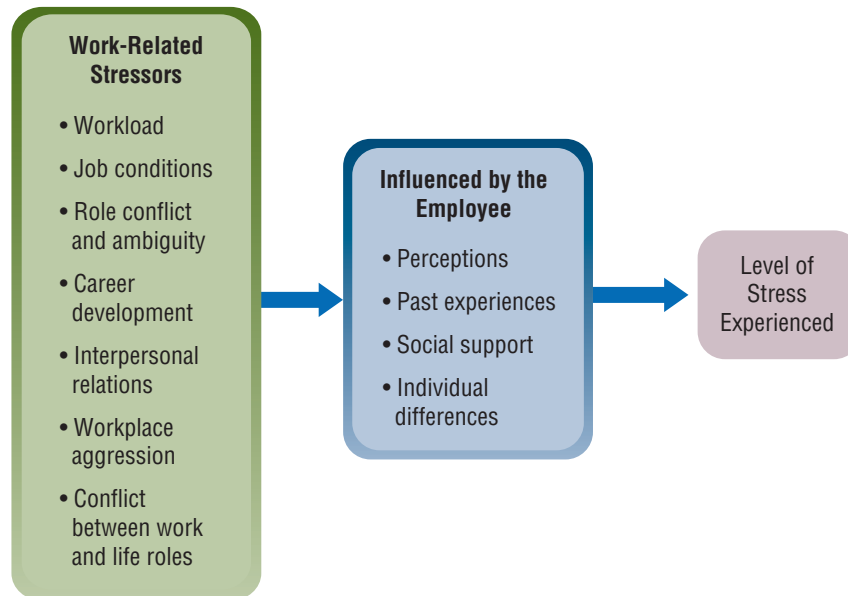 Work-Related
Stressors
• Workload
• Job conditions
• Role conflict
and ambiguity
• Career
development
• Interpersonal
relations
• Workplace
aggression
• Conflict
between work
and life roles
Influenced by the
Employee
• Perceptions
• Past experiences
• Social support
• Individual
differences
Level of
Stress
Experienced